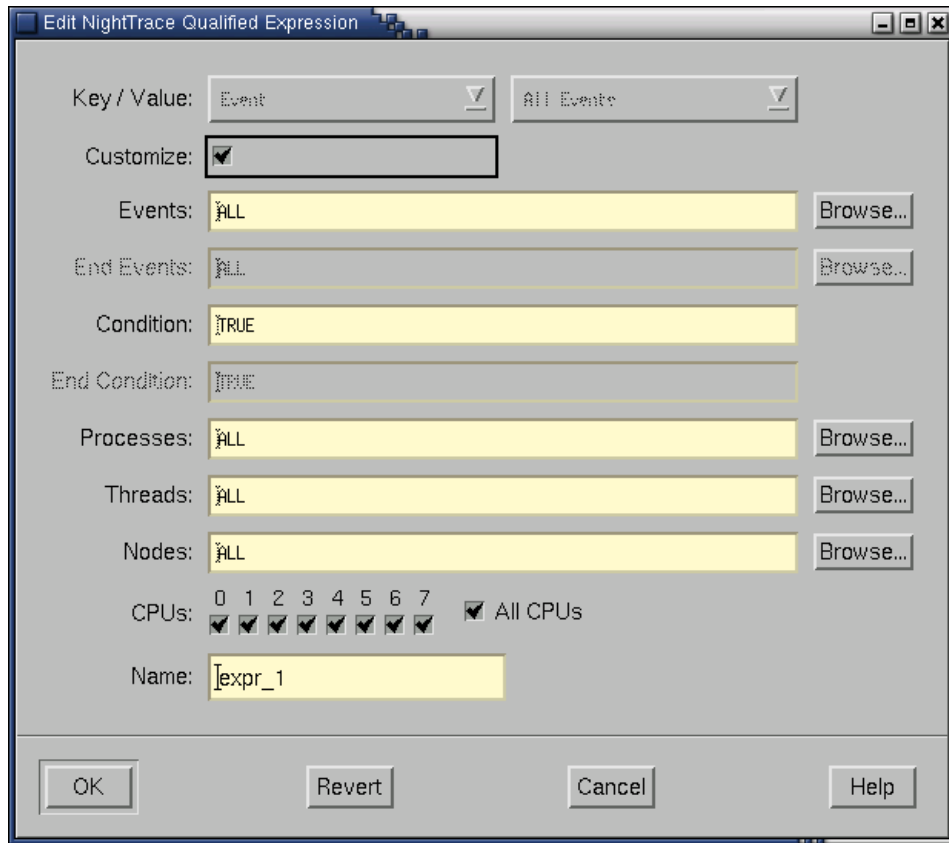 Edit NightTrace Qualified Expression
Key / Value: Event All Events
Customize:
Events: ALL Browse...
End Events: ALL Browse...
Condition: TRUE
End Condition: TRUE
Processes: ALL Browse...
Threads: ALL Browse...
Nodes: ALL Browse...
0 1 2 3 4 5 6 7
CPUs: All CPUs
Name: expr_1
OK Revert Cancel Help